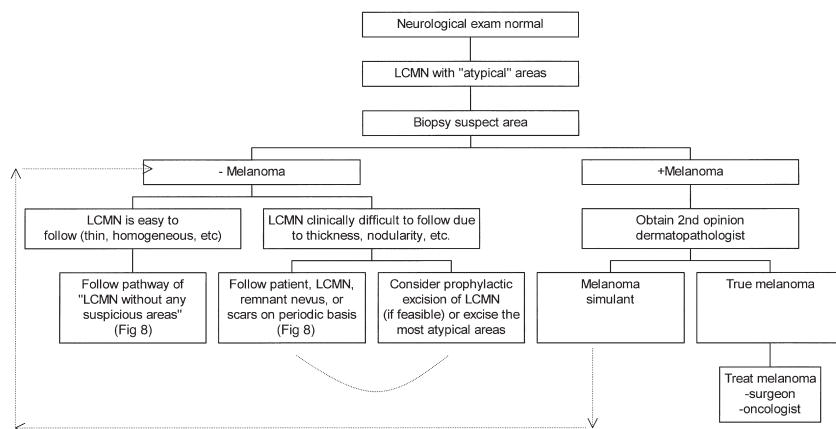 Neurological exam normal
LCMN with "atypical" areas
Biopsy suspect area
- Melanoma
+Melanoma
LCMN is easy to
follow (thin, homogeneous, etc)
LCMN clinically difficult to follow due
to thickness, nodularity, etc.
Obtain 2nd opinion
dermatopathologist
Follow pathway of
"LCMN without any
suspicious areas"
(Fig 8)
Follow patient, LCMN,
remnant nevus, or
scars on periodic basis
(Fig 8)
Consider prophylactic
excision of LCMN
(if feasible) or excise the
most atypical areas
Melanoma
simulant
True melanoma
Treat melanoma
-surgeon
-oncologist